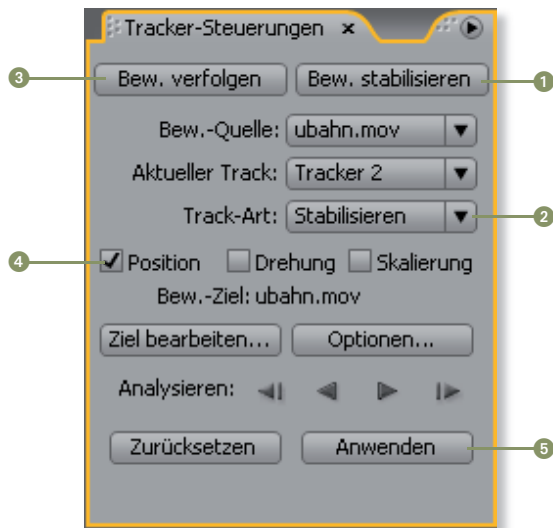 Tracker-Steuerungen x
3 Bew. verfolgen Bew. stabilisieren 1
Bew.-Quelle: ubahn.mov
Aktueller Track: Tracker 2
Track-Art: Stabilisieren 2
4 Position Drehung Skalierung
Bew.-Ziel: ubahn.mov
Ziel bearbeiten... Optionen...
Analysieren:
Zurücksetzen Anwenden 5